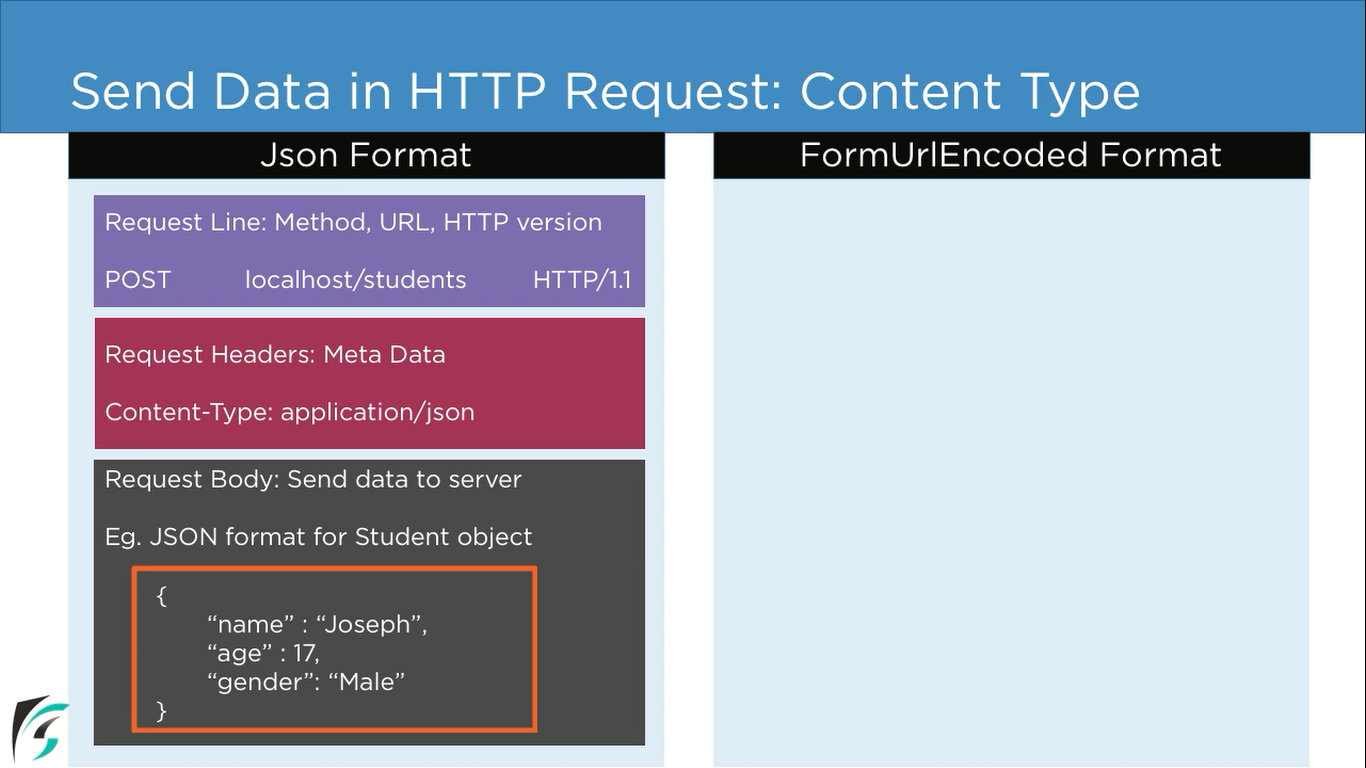 Send Data in HTTP Request: Content Type
Json Format
Request Line: Method, URL, HTTP version
POST localhost/students HTTP/1.1
Request Headers: Meta Data
Content-Type: application/json
Request Body: Send data to server
Eg. JSON format for Student object
{
“name” : “Joseph”,
“age” : 17,
“gender”: “Male”
}
FormUrlEncoded Format